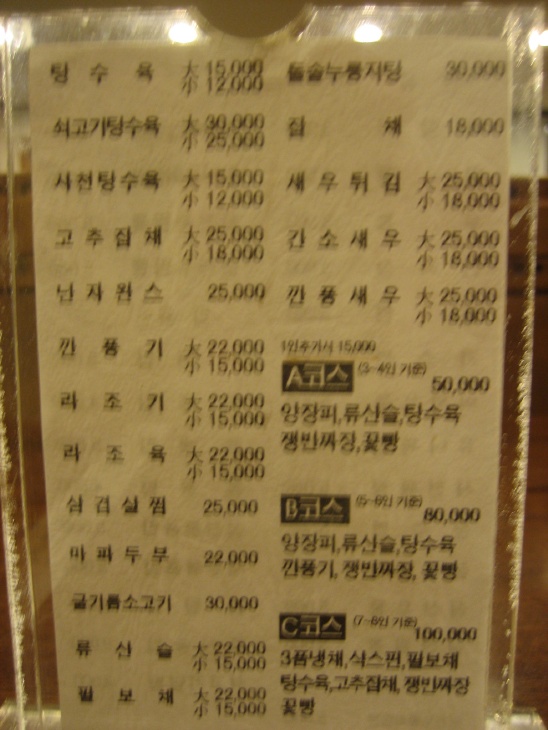 탕 수 육 大 15,000
小 12,000
쇠고기탕수육 大 30,000
小 25,000
사천탕수육 大 15,000
小 12,000
고 추 잡 채 大 25,000
小 18,000
난 자 완 스 25,000
깐 풍 기 大 22,000
小 15,000
라 조 기 大 22,000
小 15,000
라 조 육 大 22,000
小 15,000
삼 겹 살 찜 25,000
마 파 두 부 22,000
굴기름소고기 30,000
류 산 슬 大 22,000
小 15,000
필 보 채 大 22,000
小 15,000
돌솥누룽지탕 30,000
잡 채 18,000
새 우 튀 김 大 25,000
小 18,000
간 소 새 우 大 25,000
小 18,000
깐 풍 새 우 大 25,000
小 18,000
1인추가시 15,000
A코스 (3~4인 기준) 50,000
양장피,류산슬,탕수육
쟁반짜장,꽃빵
B코스 (5~6인 기준) 80,000
양장피,류산슬,탕수육
깐풍기, 쟁반짜장, 꽃빵
C코스 (7~8인 기준) 100,000
3품냉채,삭스핀,필보채
탕수육,고추잡채, 쟁반짜장
꽃빵